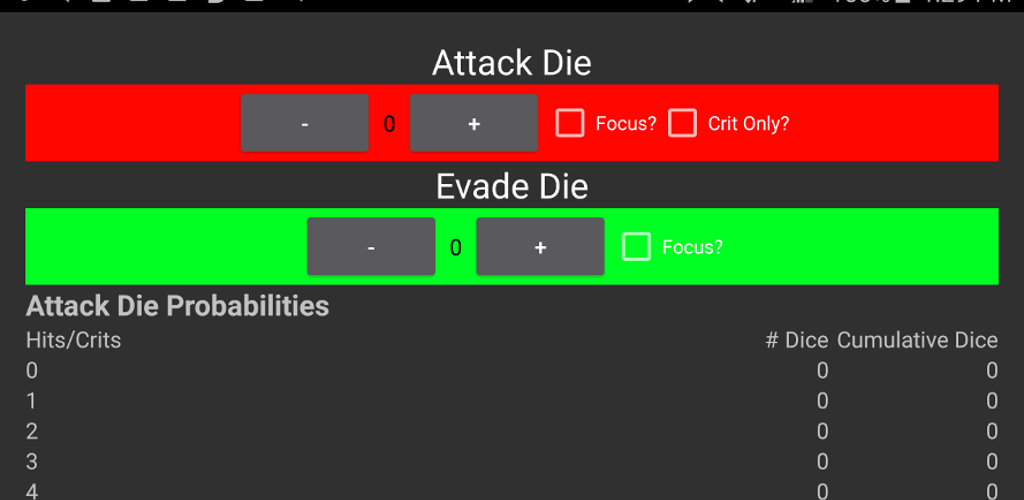 Attack Die
- 0 + Focus? Crit Only?
Evade Die
- 0 + Focus?
Attack Die Probabilities
Hits/Crits # Dice Cumulative Dice
0 0 0
1 0 0
2 0 0
3 0 0
4 0 0